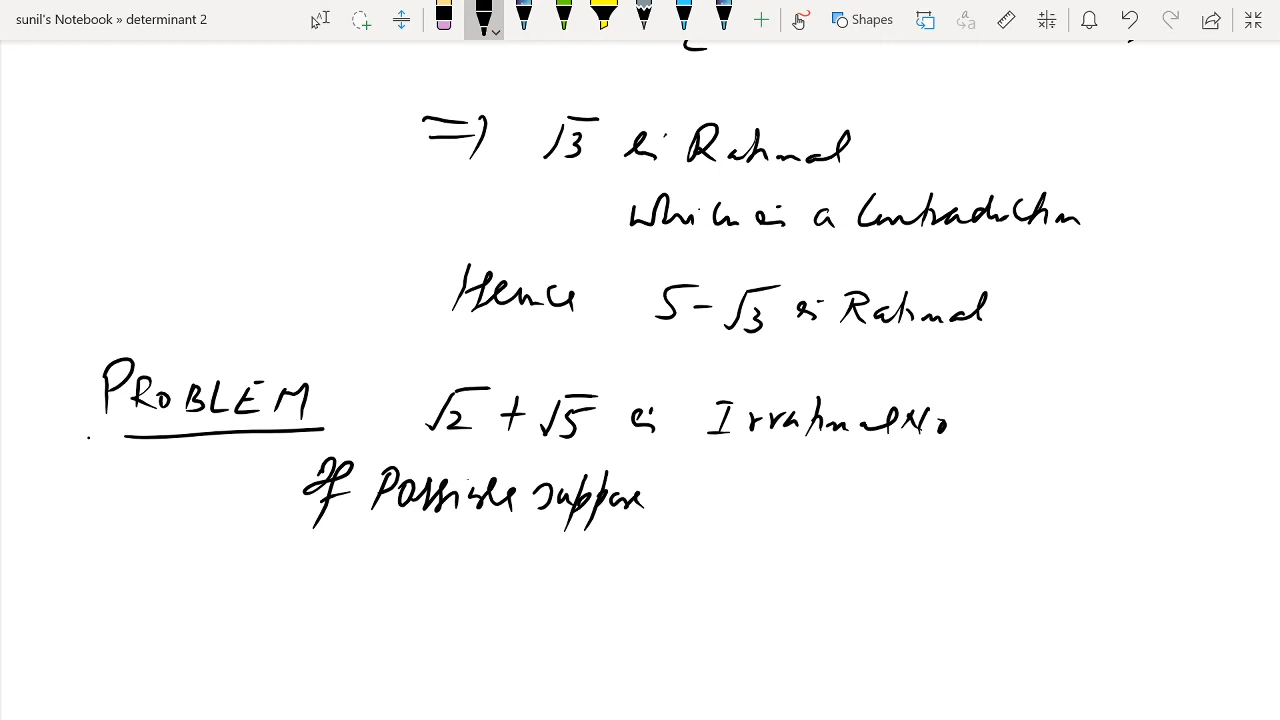 sunil's Notebook » determinant 2
Shapes
⇒ √3 is Rational
which is a Contradiction
Hence 5-√3 is Rational
PROBLEM √2 + √5 is Irrational No
If Possible suppose